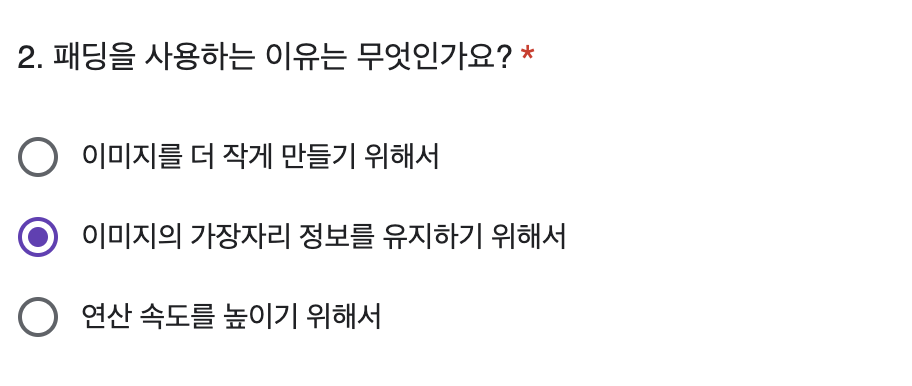 2. 패딩을 사용하는 이유는 무엇인가요? *
이미지를 더 작게 만들기 위해서
이미지의 가장자리 정보를 유지하기 위해서
연산 속도를 높이기 위해서